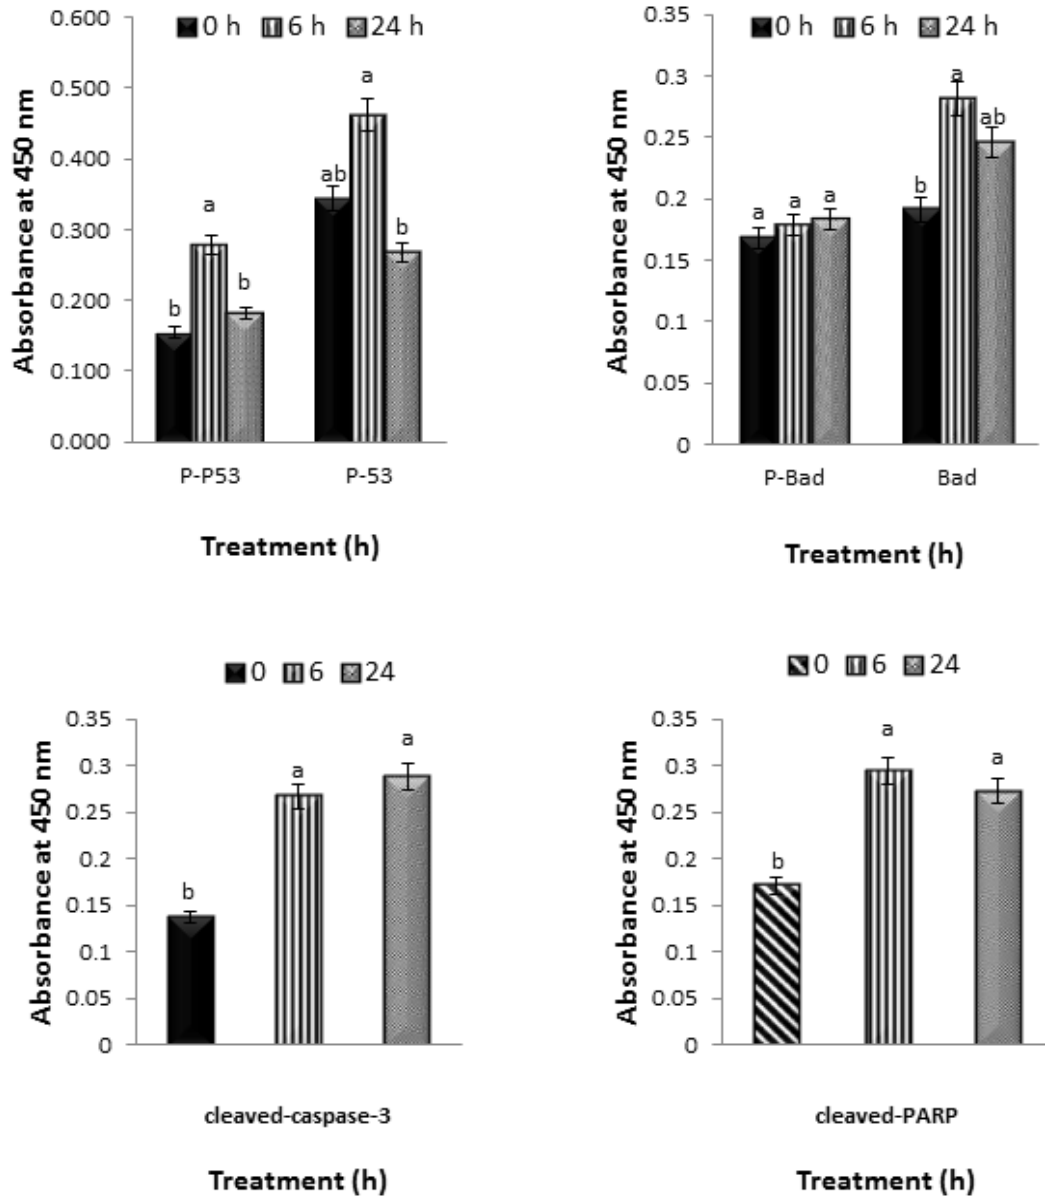 0 h 6 h 24 h
Absorbance at 450 nm
0.600
0.500
0.400
0.300
0.200
0.100
0.000
b a b ab a b
P-P53 P-53
Treatment (h)
0 h 6 h 24 h
Absorbance at 450 nm
0.35
0.3
0.25
0.2
0.15
0.1
0.05
0
a a a b a ab
P-Bad Bad
Treatment (h)
0 6 24
Absorbance at 450 nm
0.35
0.3
0.25
0.2
0.15
0.1
0.05
0
b a a
cleaved-caspase-3
Treatment (h)
0 6 24
Absorbance at 450 nm
0.35
0.3
0.25
0.2
0.15
0.1
0.05
0
b a a
cleaved-PARP
Treatment (h)